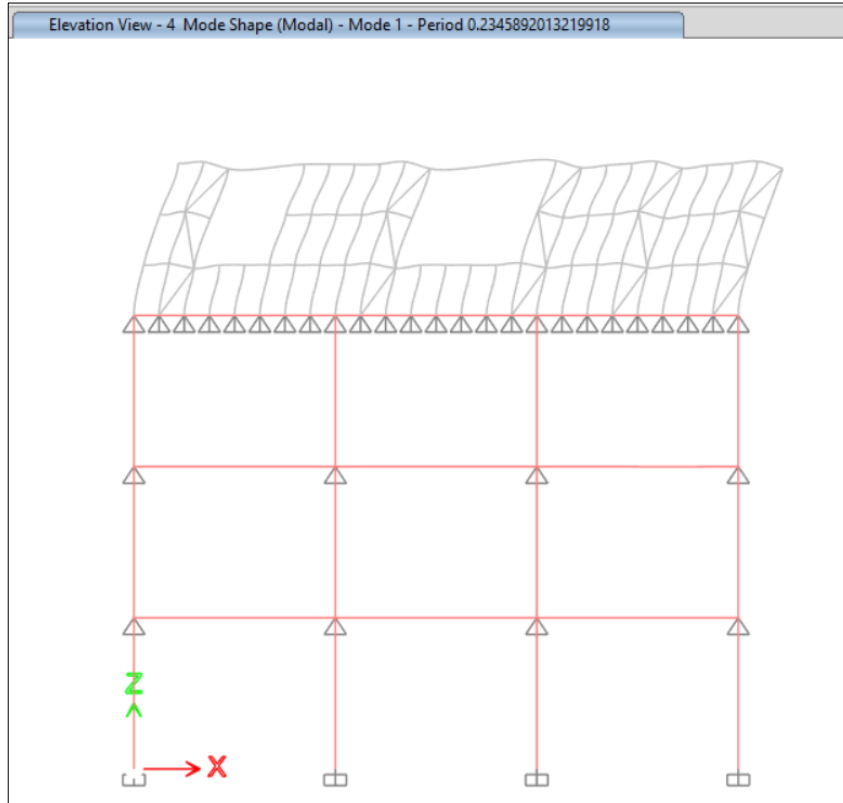 Elevation View - 4 Mode Shape (Modal) - Mode 1 - Period 0.2345892013219918
Z
X